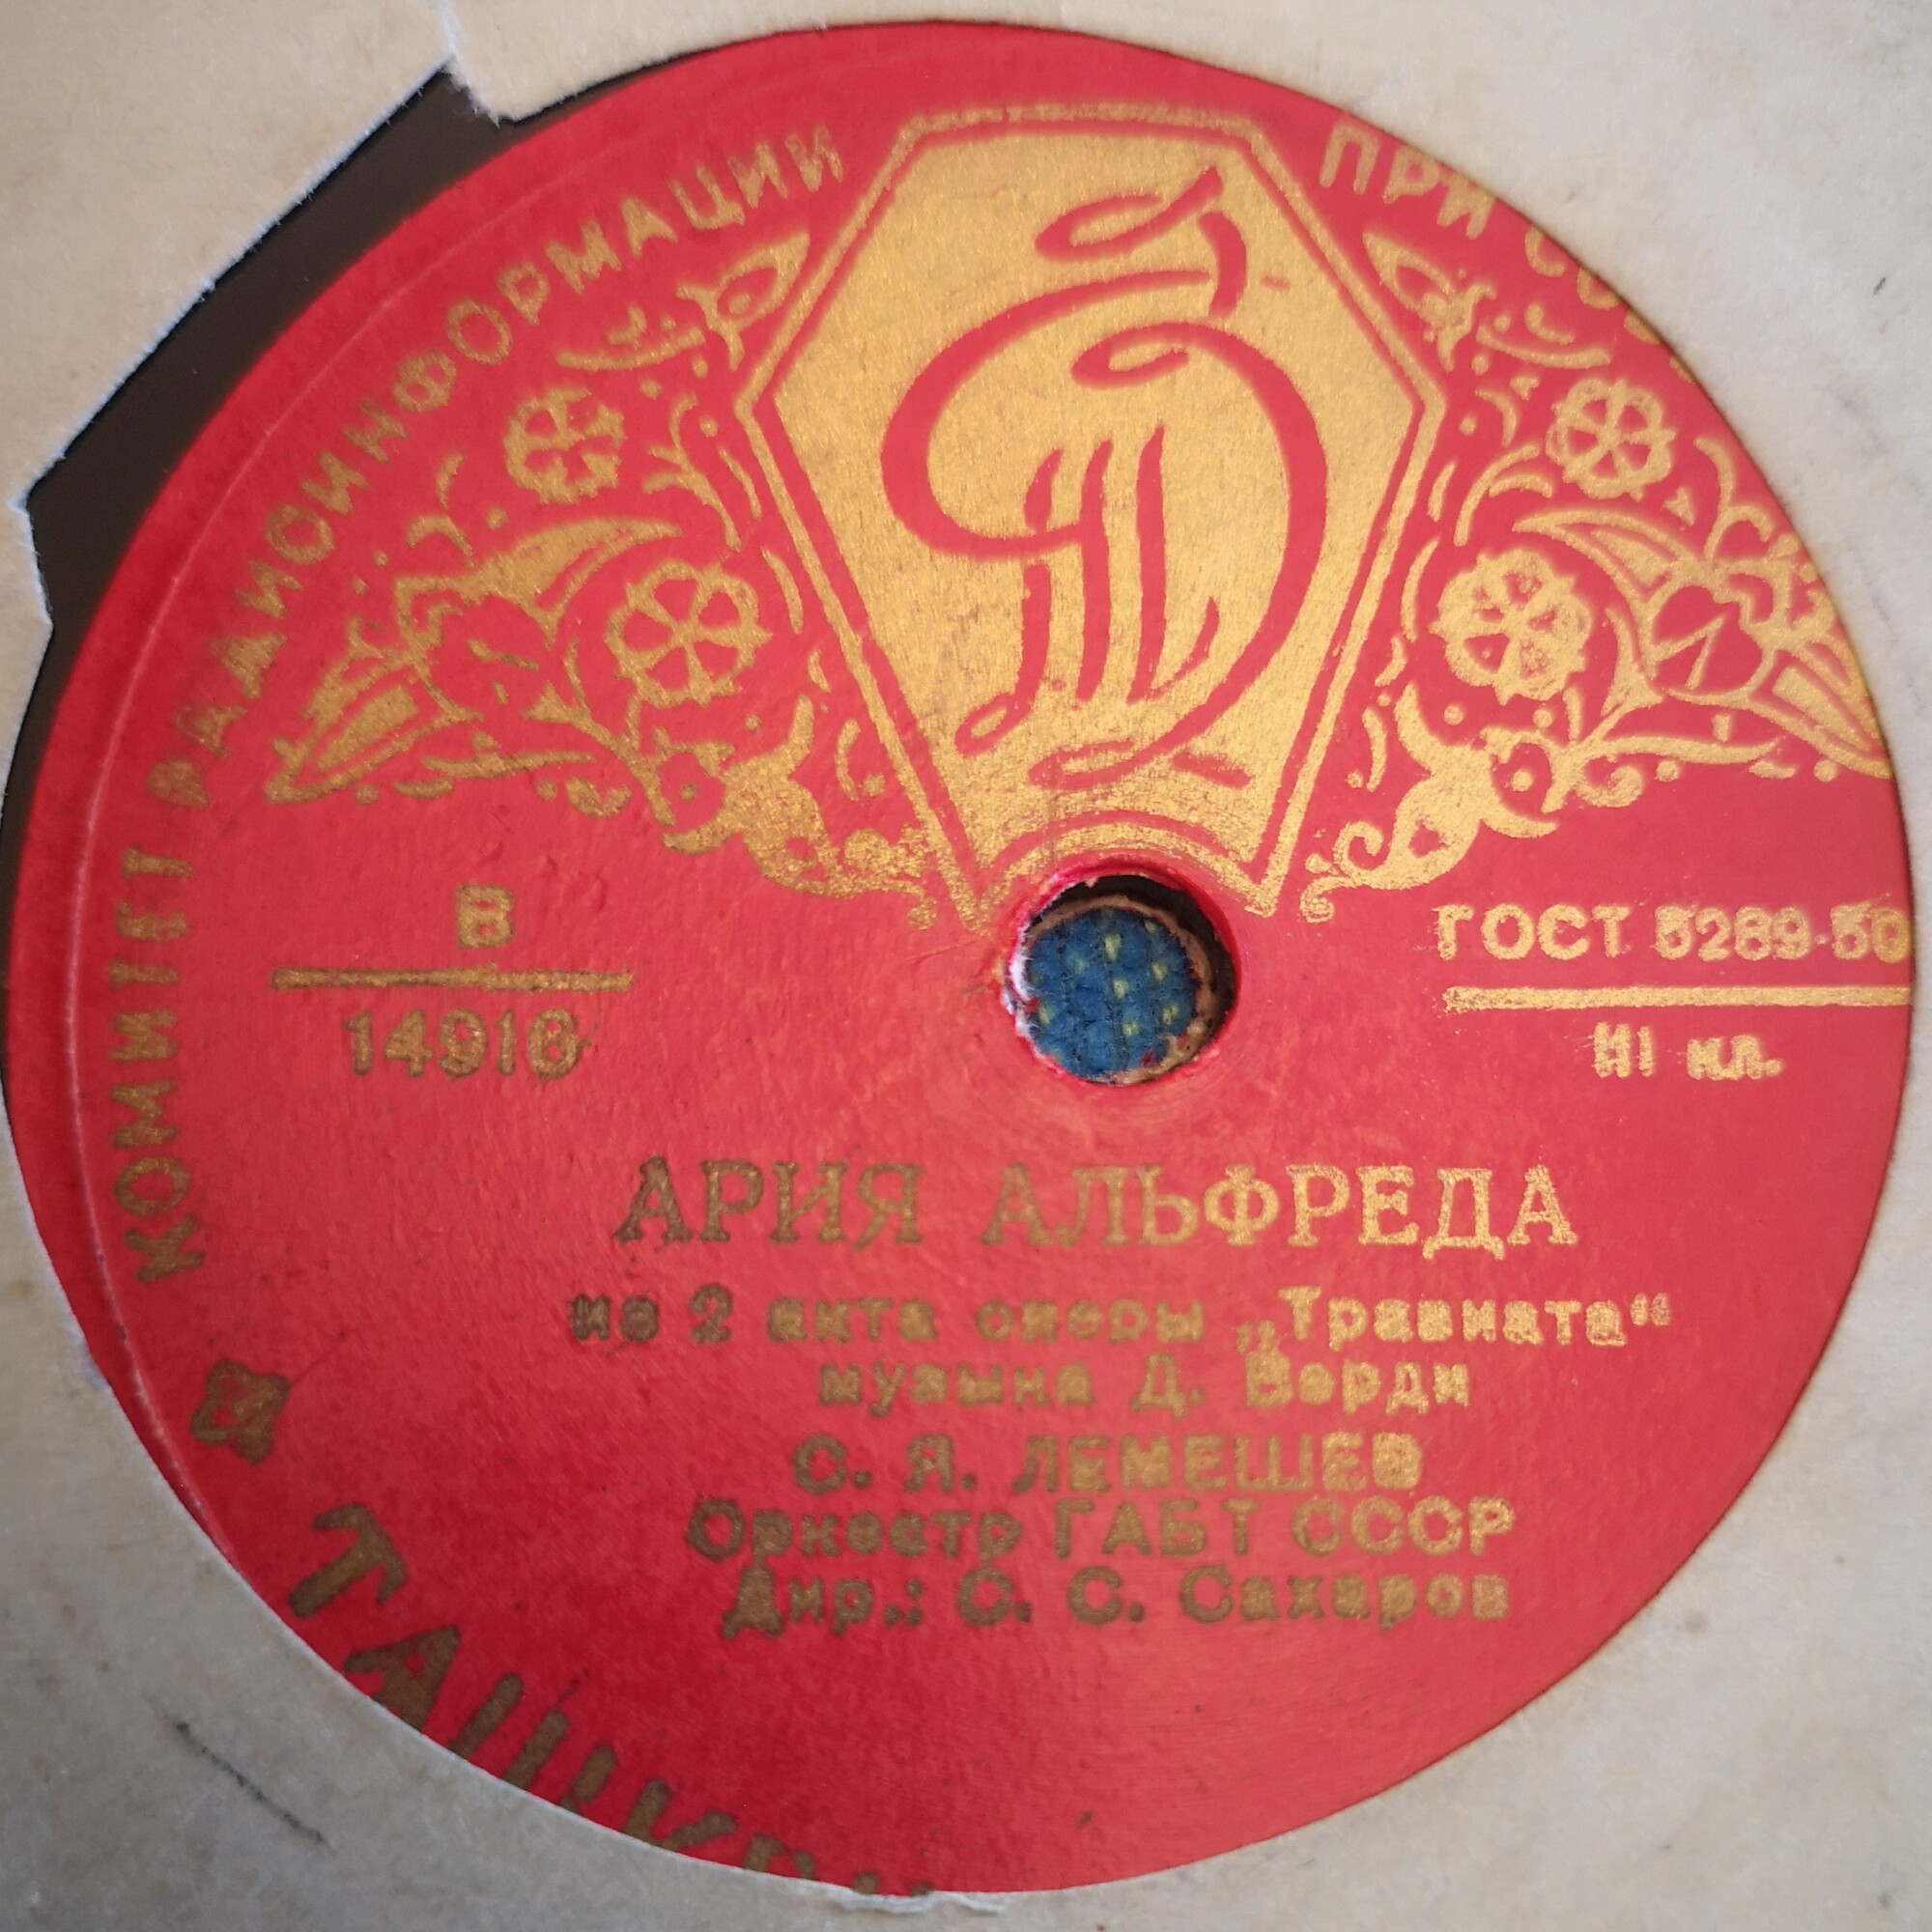 КОМИТЕТ РАДИОИНФОРМАЦИИ
ПРИ
В
14916
ГОСТ 5289-50
III кл.
АРИЯ АЛЬФРЕДА
из 2 акта оперы „Травиата“
музыка Д. Верди
С. Я. ЛЕМЕШЕВ
Оркестр ГАБТ СССР
Дир.: С. С. Сахаров